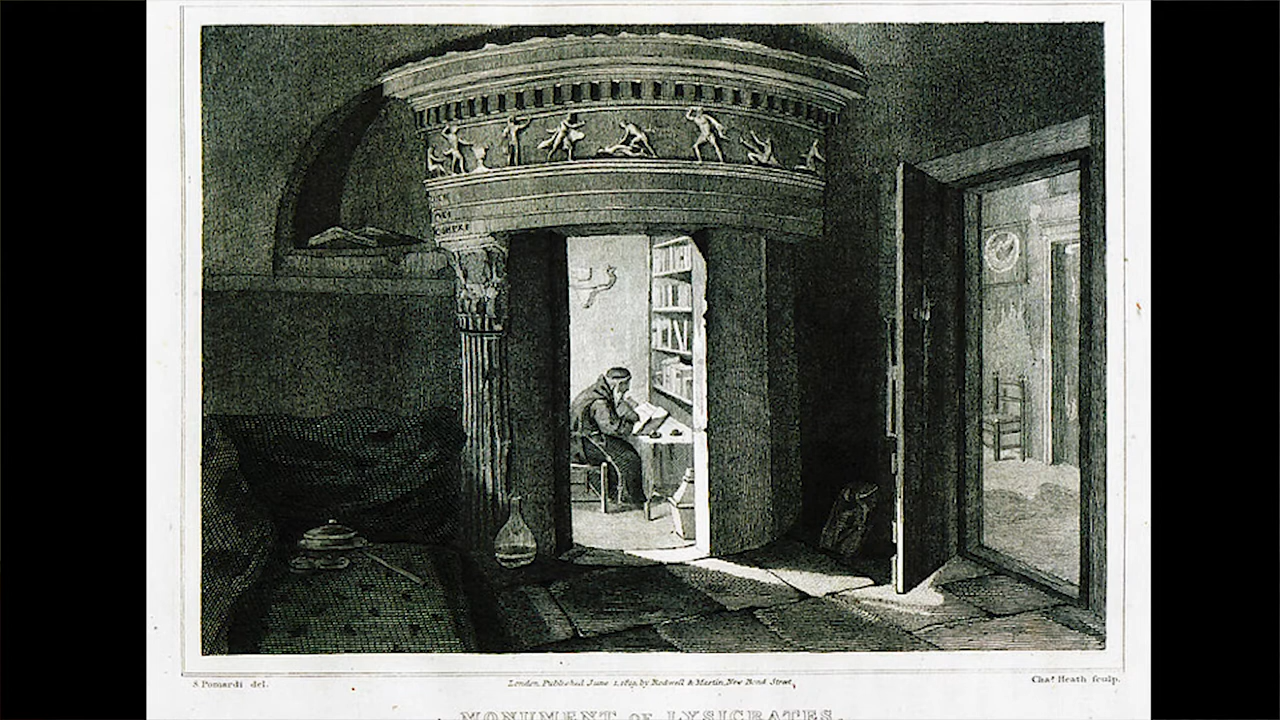 S. Pomardi del.
London. Published June 1, 1819, by Rodwell & Martin, New Bond Street.
Chaˢ. Heath sculp.
MONUMENT OF LYSICRATES.